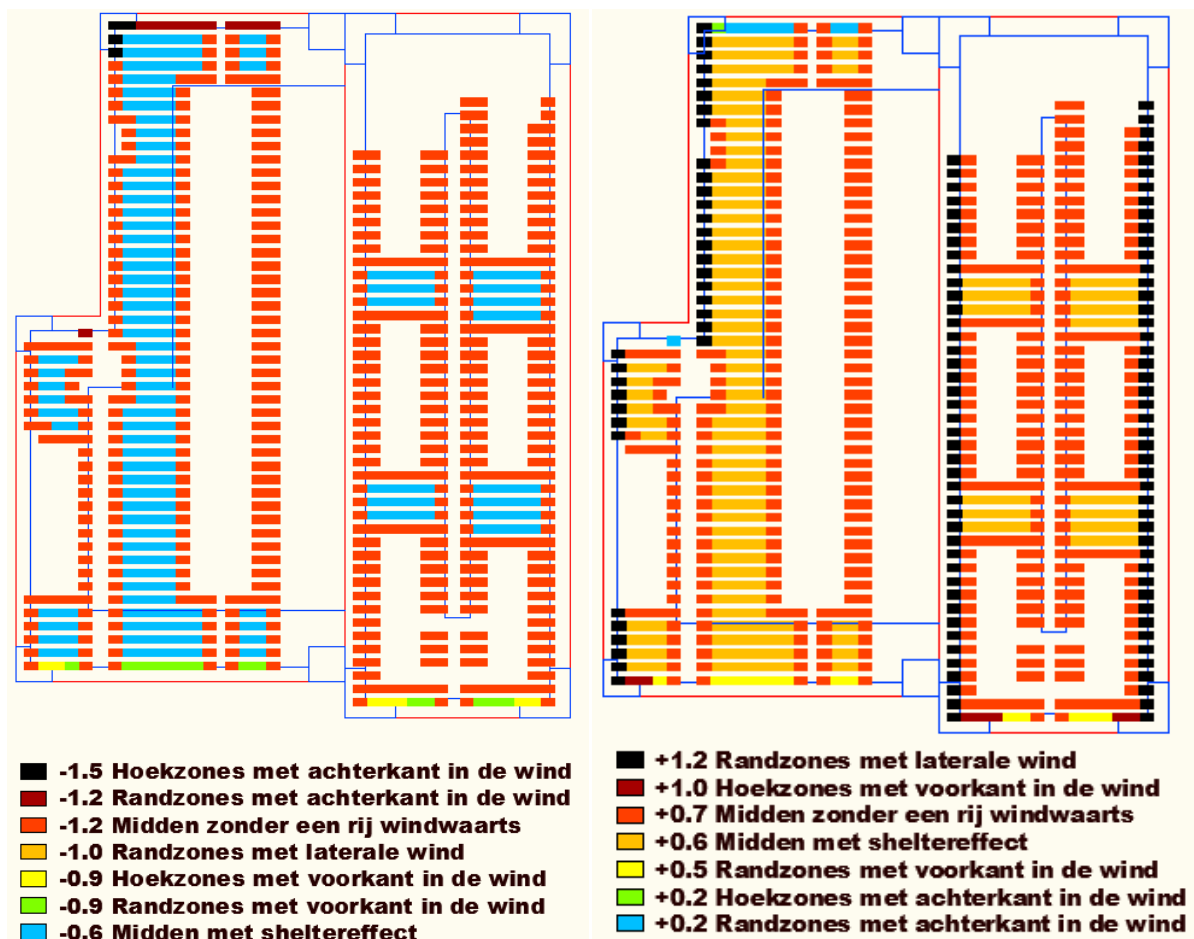 -1.5 Hoekzones met achterkant in de wind
-1.2 Randzones met achterkant in de wind
-1.2 Midden zonder een rij windwaarts
-1.0 Randzones met laterale wind
-0.9 Hoekzones met voorkant in de wind
-0.9 Randzones met voorkant in de wind
-0.6 Midden met sheltereffect
+1.2 Randzones met laterale wind
+1.0 Hoekzones met voorkant in de wind
+0.7 Midden zonder een rij windwaarts
+0.6 Midden met sheltereffect
+0.5 Randzones met voorkant in de wind
+0.2 Hoekzones met achterkant in de wind
+0.2 Randzones met achterkant in de wind